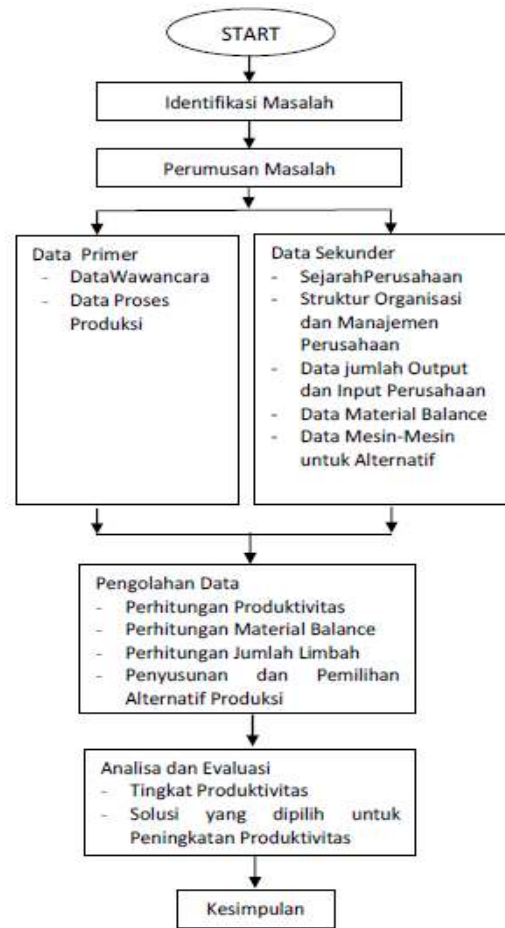 START
Identifikasi Masalah
Perumusan Masalah
Data Primer
- DataWawancara
- Data Proses
Produksi
Data Sekunder
- SejarahPerusahaan
- Struktur Organisasi
dan Manajemen
Perusahaan
- Data jumlah Output
dan Input Perusahaan
- Data Material Balance
- Data Mesin-Mesin
untuk Alternatif
Pengolahan Data
- Perhitungan Produktivitas
- Perhitungan Material Balance
- Perhitungan Jumlah Limbah
- Penyusunan dan Pemilihan
Alternatif Produksi
Analisa dan Evaluasi
- Tingkat Produktivitas
- Solusi yang dipilih untuk
Peningkatan Produktivitas
Kesimpulan